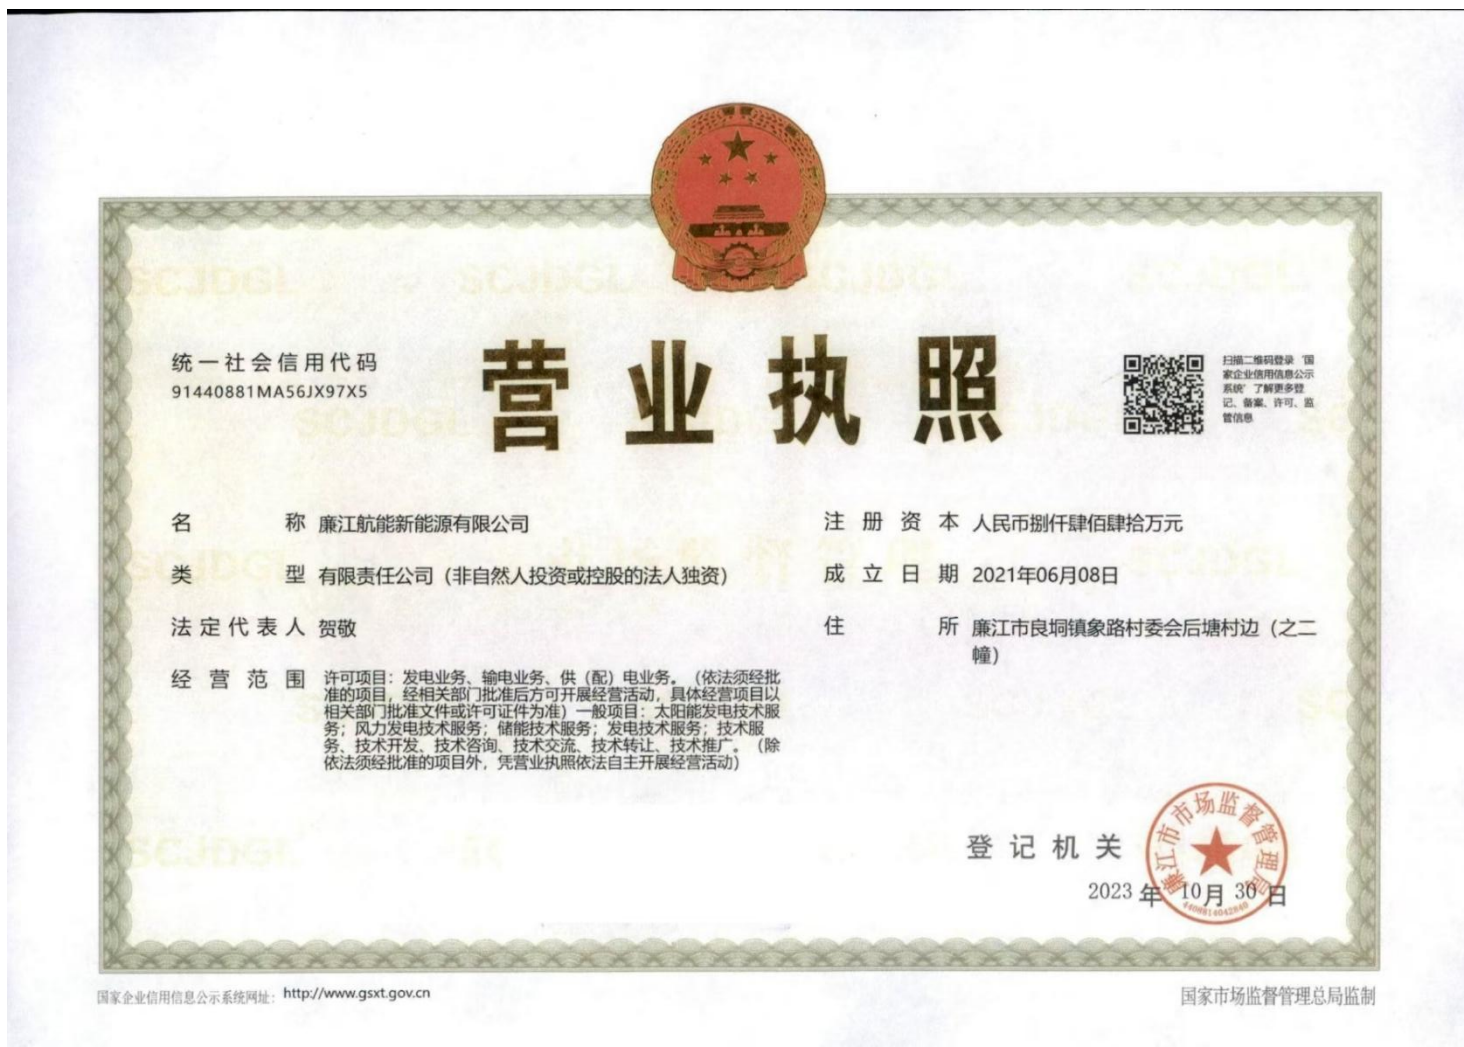 统一社会信用代码
91440881MA56JX97X5
营业执照
扫描二维码登录“国
家企业信用信息公示
系统”了解更多登
记、备案、许可、监
管信息
名称 廉江航能新能源有限公司
类型 有限责任公司（非自然人投资或控股的法人独资）
法定代表人 贺敬
经营范围 许可项目：发电业务、输电业务、供（配）电业务。（依法须经批
准的项目，经相关部门批准后方可开展经营活动，具体经营项目以
相关部门批准文件或许可证件为准）一般项目：太阳能发电技术服
务；风力发电技术服务；储能技术服务；发电技术服务；技术服
务、技术开发、技术咨询、技术交流、技术转让、技术推广。（除
依法须经批准的项目外，凭营业执照依法自主开展经营活动）
注册资本 人民币捌仟肆佰肆拾万元
成立日期 2021年06月08日
住所 廉江市良垌镇象路村委会后塘村边（之二
幢）
登记机关
廉江市市场监督管理局
4408814042840
2023年10月30日
国家企业信用信息公示系统网址：http://www.gsxt.gov.cn
国家市场监督管理总局监制